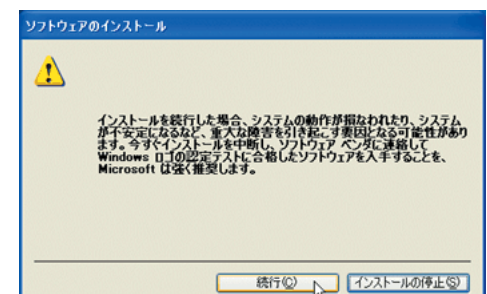 ソフトウェアのインストール
インストールを続行した場合、システムの動作が損なわれたり、システム
が不安定になるなど、重大な障害を引き起こす要因となる可能性があり
ます。今すぐインストールを中断し、ソフトウェア ベンダに連絡して
Windows ロゴの認定テストに合格したソフトウェアを入手することを、
Microsoft は強く推奨します。
続行(C)
インストールの停止(S)